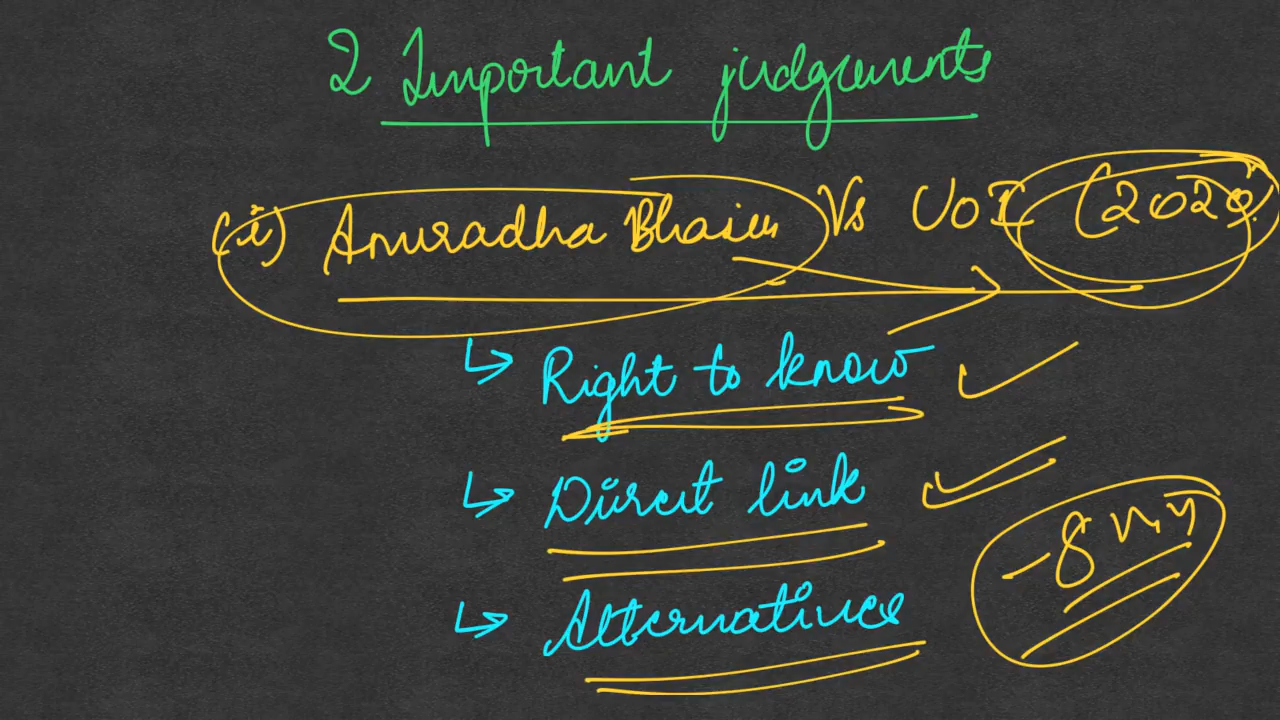 2 Important judgements
(i) Anuradha Bhasin Vs UOI (2020)
↳ Right to know
↳ Direct link
↳ Alternatives